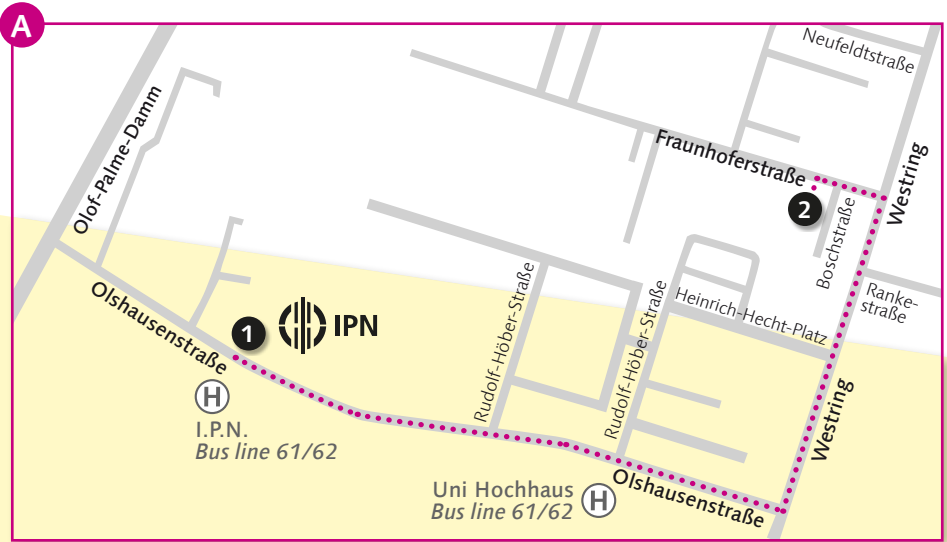 A
Neufeldtstraße
Olof-Palme-Damm
Fraunhoferstraße
Westring
2
Boschstraße
Ranke-
straße
Olshausenstraße
1
IPN
Rudolf-Höber-Straße
Rudolf-Höber-Straße
Heinrich-Hecht-Platz
H
I.P.N.
Bus line 61/62
Westring
Uni Hochhaus
Bus line 61/62
H
Olshausenstraße